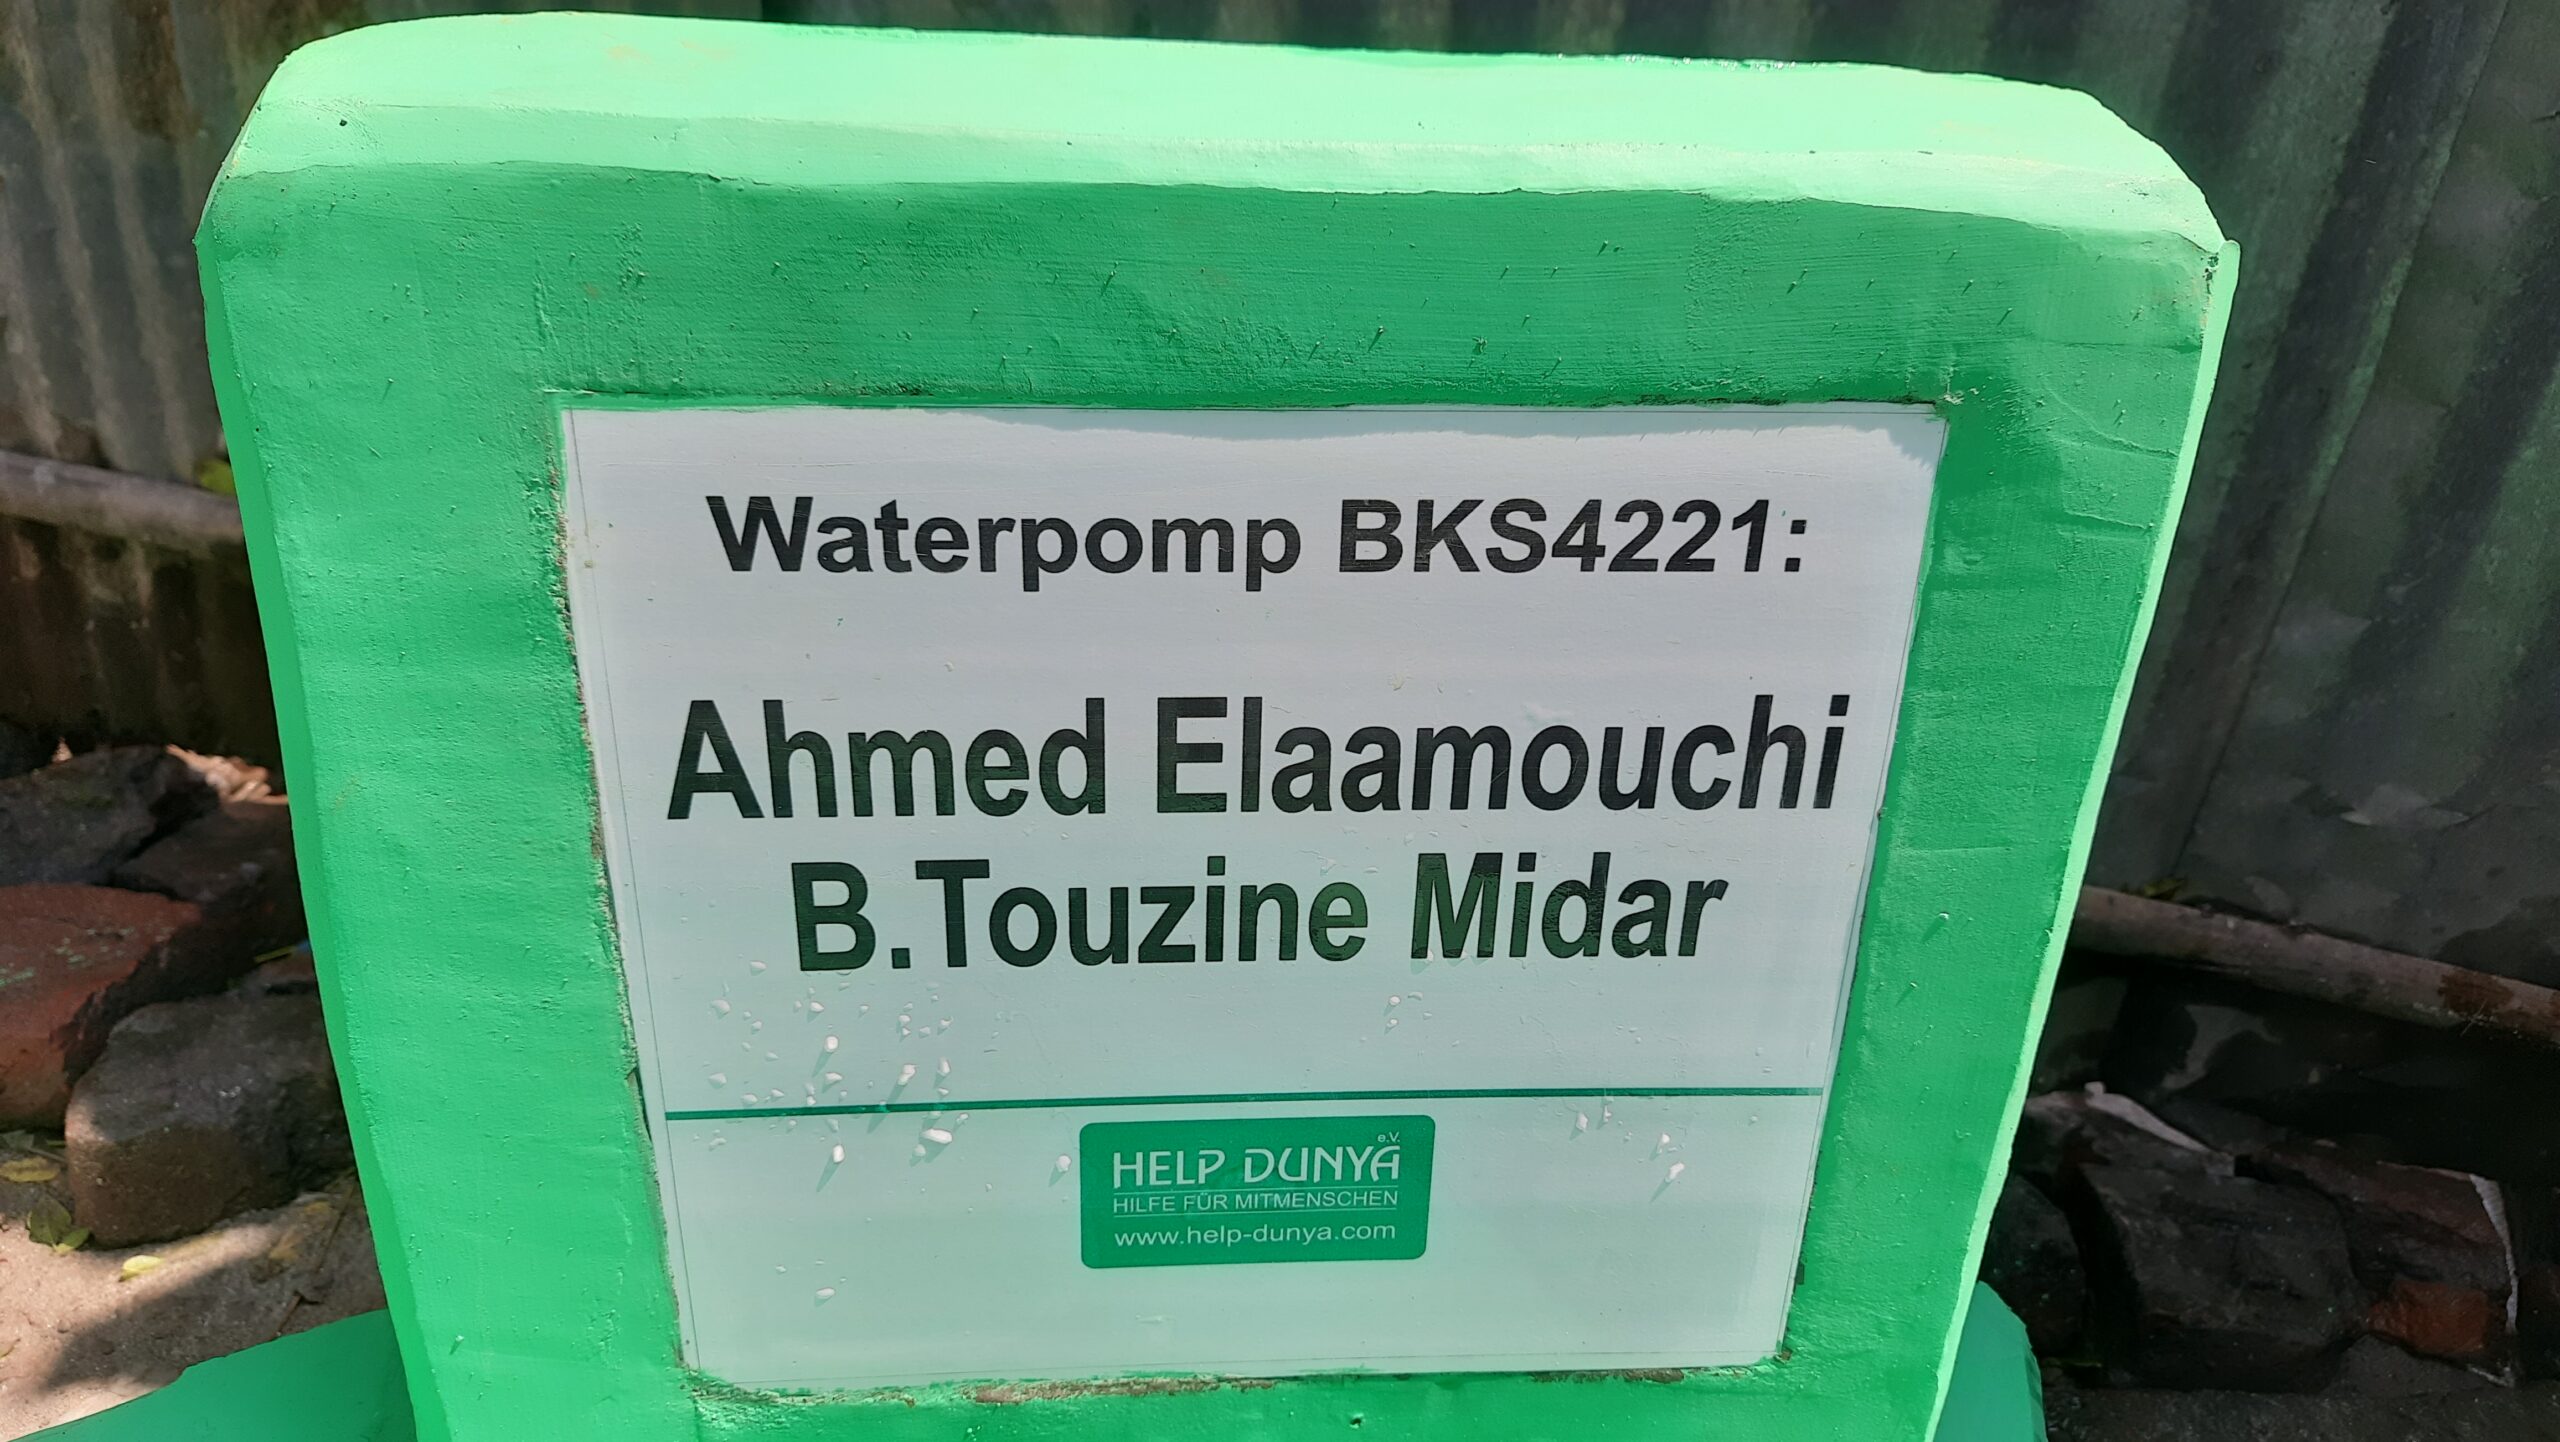 Waterpomp BKS4221:
Ahmed Elaamouchi
B.Touzine Midar
e.V.
HELP DUNYA
HILFE FÜR MITMENSCHEN
www.help-dunya.com